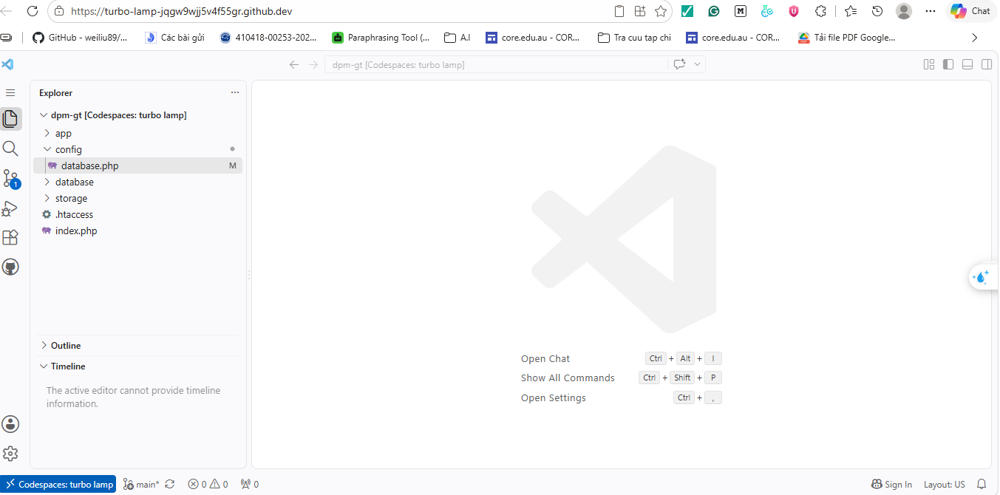 https://turbo-lamp-jqgw9wjj5v4f55gr.github.dev
Chat
GitHub - weiliu89/...
Các bài gửi
410418-00253-202...
Paraphrasing Tool (...
A.I
core.edu.au - COR...
Tra cuu tap chi
core.edu.au - COR...
Tải file PDF Google...
dpm-gt [Codespaces: turbo lamp]
Explorer
dpm-gt [Codespaces: turbo lamp]
app
config
database.php M
database
storage
.htaccess
index.php
1
Open Chat Ctrl + Alt + I
Show All Commands Ctrl + Shift + P
Open Settings Ctrl + ,
Outline
Timeline
The active editor cannot provide timeline
information.
Codespaces: turbo lamp
main*
0 0
0
Sign In
Layout: US